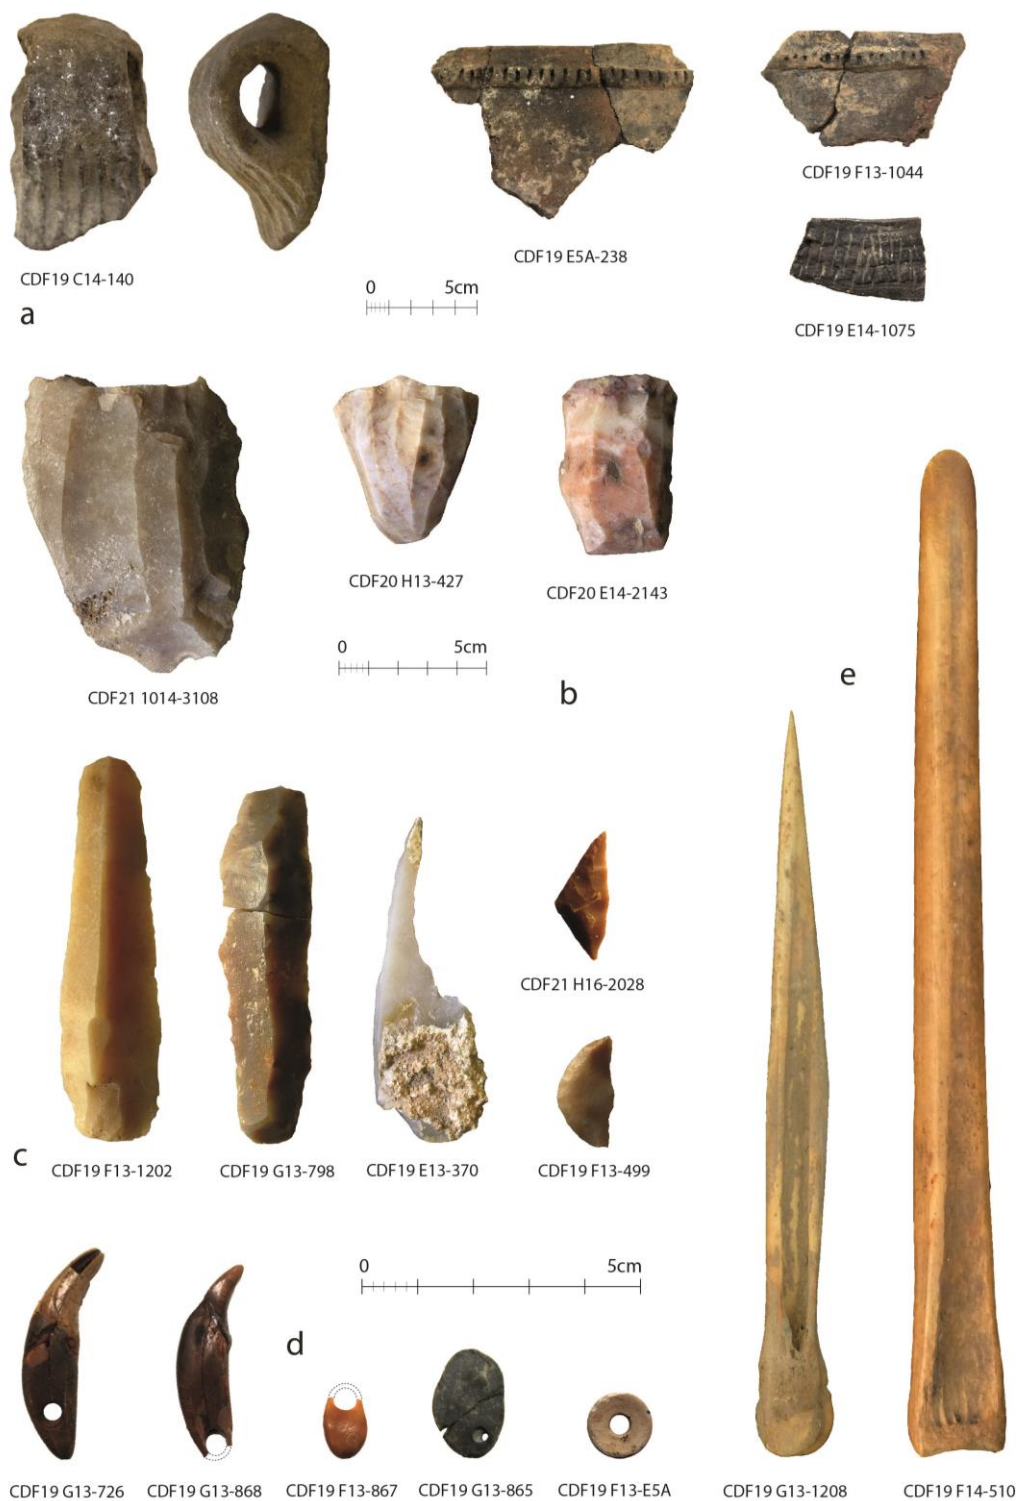 CDF19 C14-140
a
0 5cm
CDF19 E5A-238
CDF19 F13-1044
CDF19 E14-1075
CDF21 1014-3108
CDF20 H13-427
CDF20 E14-2143
0 5cm
b
e
CDF19 F13-1202
CDF19 G13-798
CDF19 E13-370
CDF21 H16-2028
CDF19 F13-499
c
0 5cm
d
CDF19 G13-726
CDF19 G13-868
CDF19 F13-867
CDF19 G13-865
CDF19 F13-E5A
CDF19 G13-1208
CDF19 F14-510